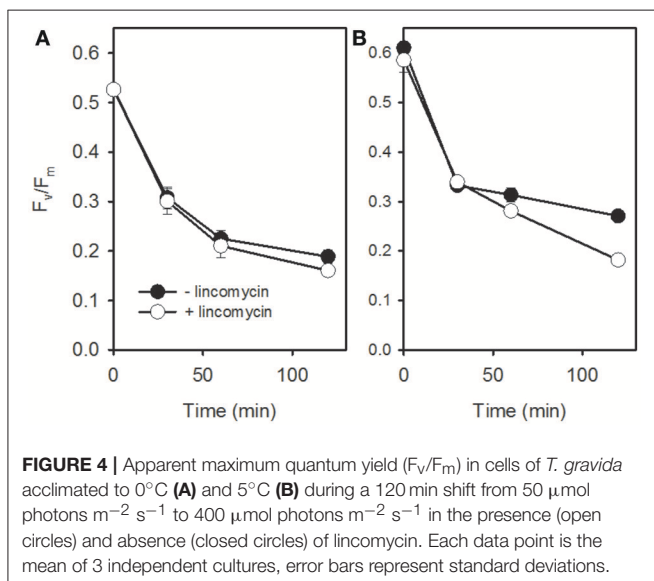 A
B
0.6
0.5
0.4
0.3
0.2
0.1
0.0
Fv/Fm
- lincomycin
+ lincomycin
0
50
100
Time (min)
0.6
0.5
0.4
0.3
0.2
0.1
0.0
0
50
100
Time (min)
FIGURE 4 | Apparent maximum quantum yield (Fv/Fm) in cells of T. gravida
acclimated to 0°C (A) and 5°C (B) during a 120 min shift from 50 μmol
photons m−2 s−1 to 400 μmol photons m−2 s−1 in the presence (open
circles) and absence (closed circles) of lincomycin. Each data point is the
mean of 3 independent cultures, error bars represent standard deviations.